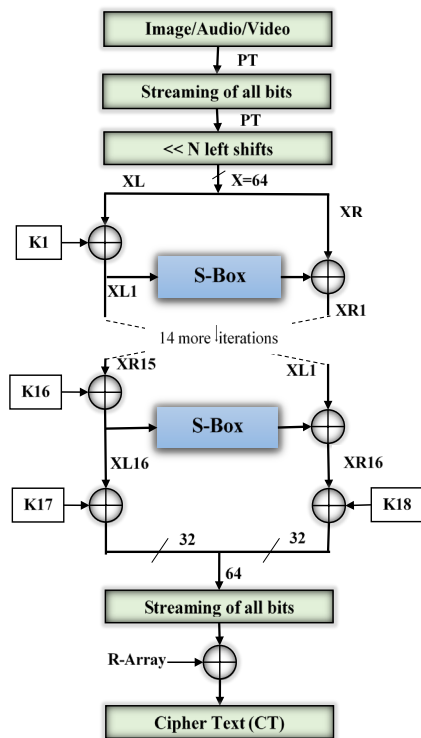 Image/Audio/Video
PT
Streaming of all bits
PT
<< N left shifts
XL
X=64
XR
K1
S-Box
XL1
XR1
14 more iterations
XR15
XL1
K16
S-Box
XL16
XR16
K17
K18
32
32
64
Streaming of all bits
R-Array
Cipher Text (CT)